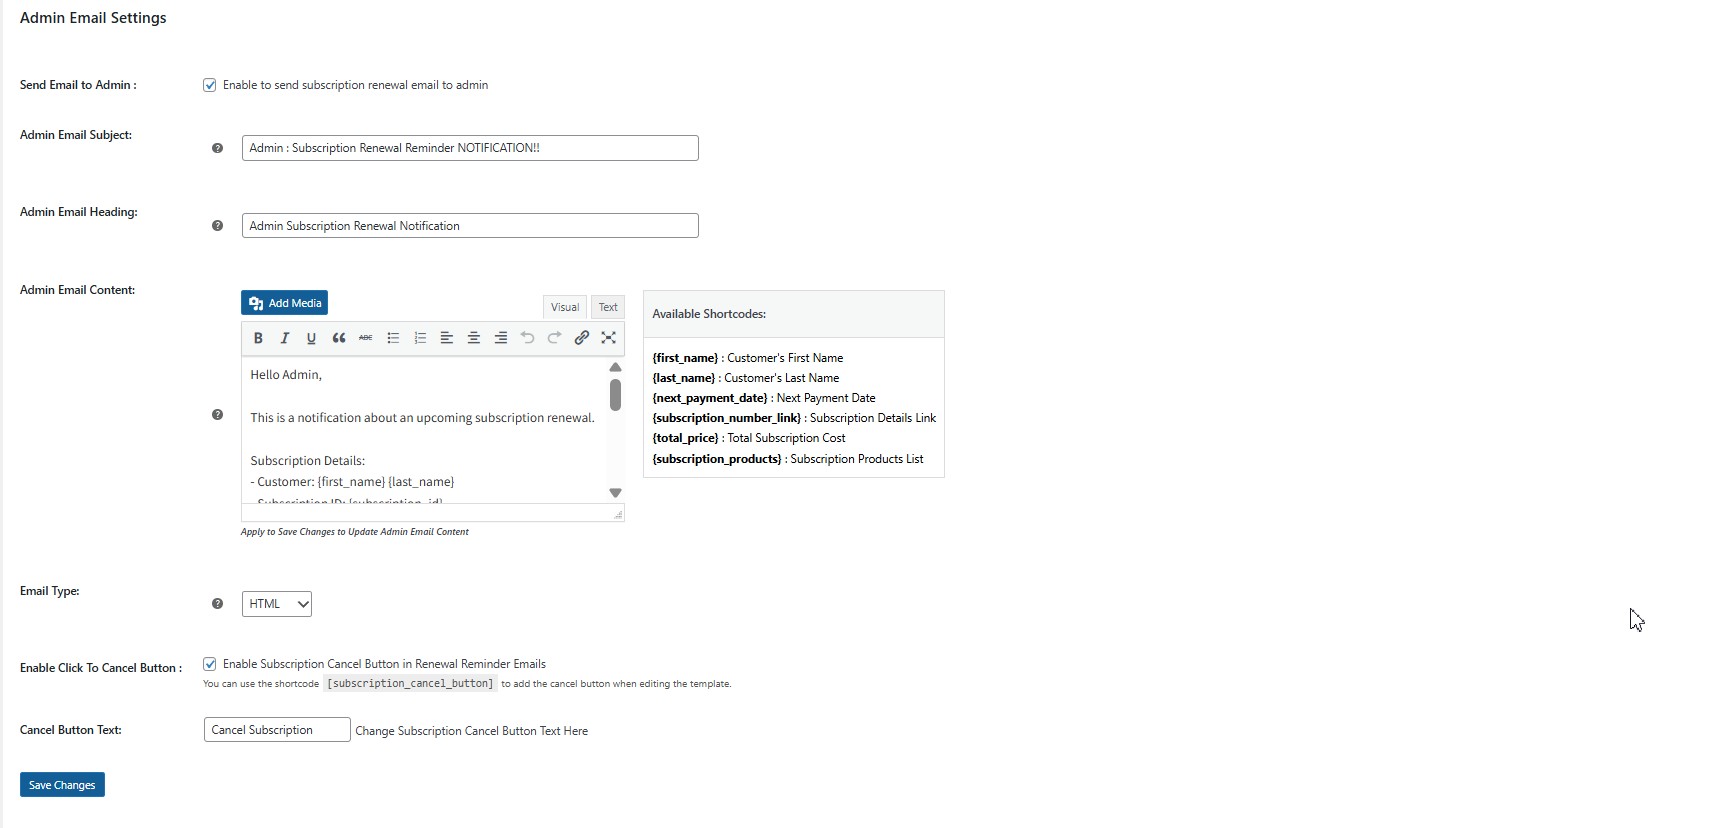 Admin Email Settings
Send Email to Admin :
Enable to send subscription renewal email to admin
Admin Email Subject:
Admin : Subscription Renewal Reminder NOTIFICATION!!
Admin Email Heading:
Admin Subscription Renewal Notification
Admin Email Content:
Add Media
Visual
Text
B I U ABC
Hello Admin,
This is a notification about an upcoming subscription renewal.
Subscription Details:
- Customer: {first_name} {last_name}
- Subscription ID: {subscription_id}
Apply to Save Changes to Update Admin Email Content
Available Shortcodes:
{first_name} : Customer's First Name
{last_name} : Customer's Last Name
{next_payment_date} : Next Payment Date
{subscription_number_link} : Subscription Details Link
{total_price} : Total Subscription Cost
{subscription_products} : Subscription Products List
Email Type:
HTML
Enable Click To Cancel Button :
Enable Subscription Cancel Button in Renewal Reminder Emails
You can use the shortcode [subscription_cancel_button] to add the cancel button when editing the template.
Cancel Button Text:
Cancel Subscription
Change Subscription Cancel Button Text Here
Save Changes